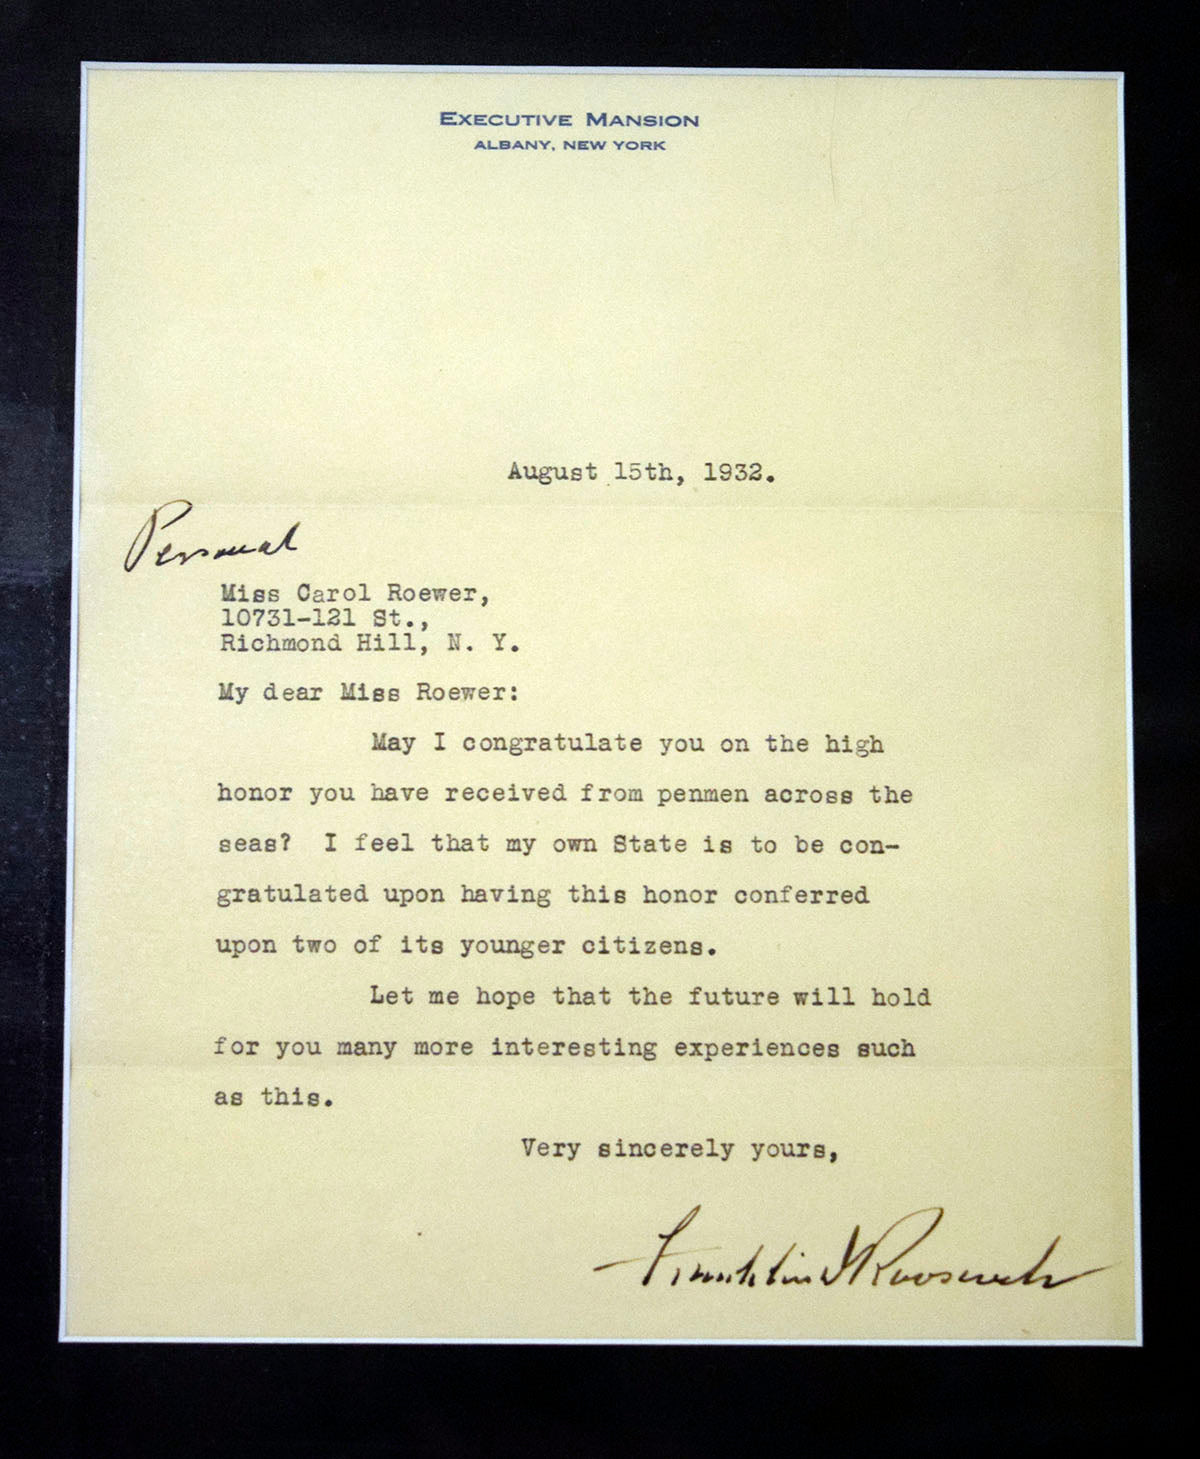 EXECUTIVE MANSION
ALBANY, NEW YORK
August 15th, 1932.
Personal
Miss Carol Roewer,
10731-121 St.,
Richmond Hill, N. Y.
My dear Miss Roewer:
May I congratulate you on the high
honor you have received from penmen across the
seas? I feel that my own State is to be con-
gratulated upon having this honor conferred
upon two of its younger citizens.
Let me hope that the future will hold
for you many more interesting experiences such
as this.
Very sincerely yours,
Franklin D Roosevelt